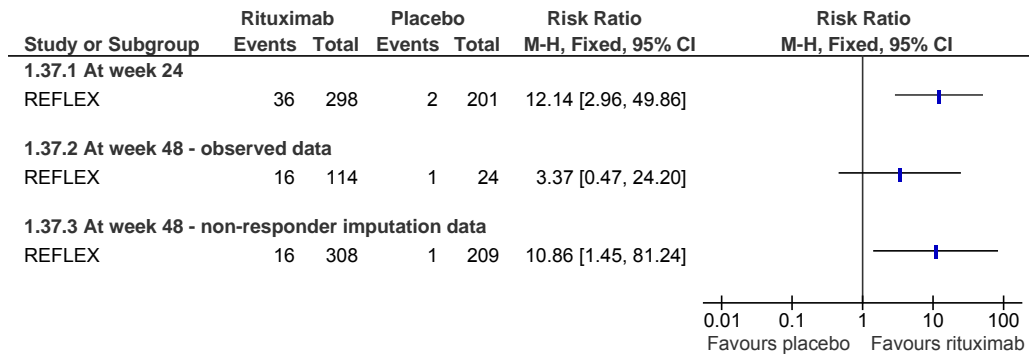 Rituximab Placebo Risk Ratio Risk Ratio
Study or Subgroup Events Total Events Total M-H, Fixed, 95% CI M-H, Fixed, 95% CI
1.37.1 At week 24
REFLEX 36 298 2 201 12.14 [2.96, 49.86]
1.37.2 At week 48 - observed data
REFLEX 16 114 1 24 3.37 [0.47, 24.20]
1.37.3 At week 48 - non-responder imputation data
REFLEX 16 308 1 209 10.86 [1.45, 81.24]
0.01 0.1 1 10 100
Favours placebo Favours rituximab